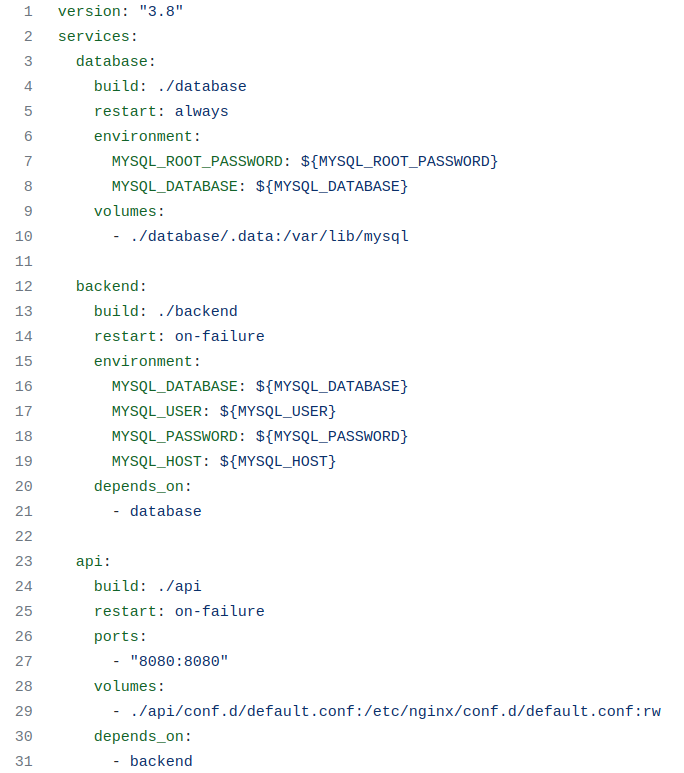 1 version: "3.8"
2 services:
3   database:
4     build: ./database
5     restart: always
6     environment:
7       MYSQL_ROOT_PASSWORD: ${MYSQL_ROOT_PASSWORD}
8       MYSQL_DATABASE: ${MYSQL_DATABASE}
9     volumes:
10       - ./database/.data:/var/lib/mysql
11
12   backend:
13     build: ./backend
14     restart: on-failure
15     environment:
16       MYSQL_DATABASE: ${MYSQL_DATABASE}
17       MYSQL_USER: ${MYSQL_USER}
18       MYSQL_PASSWORD: ${MYSQL_PASSWORD}
19       MYSQL_HOST: ${MYSQL_HOST}
20     depends_on:
21       - database
22
23   api:
24     build: ./api
25     restart: on-failure
26     ports:
27       - "8080:8080"
28     volumes:
29       - ./api/conf.d/default.conf:/etc/nginx/conf.d/default.conf:rw
30     depends_on:
31       - backend